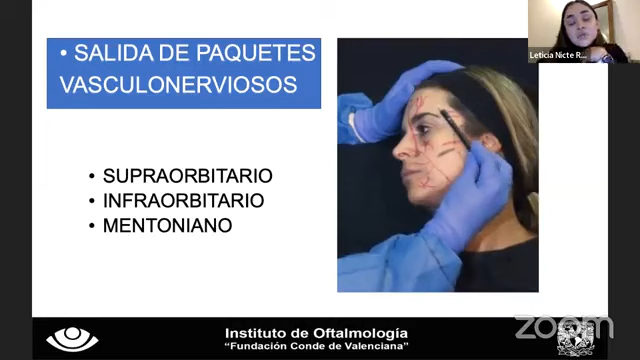 • SALIDA DE PAQUETES
VASCULONERVIOSOS
• SUPRAORBITARIO
• INFRAORBITARIO
• MENTONIANO
Leticia Nicte R...
zoom
Instituto de Oftalmología
“Fundación Conde de Valenciana”